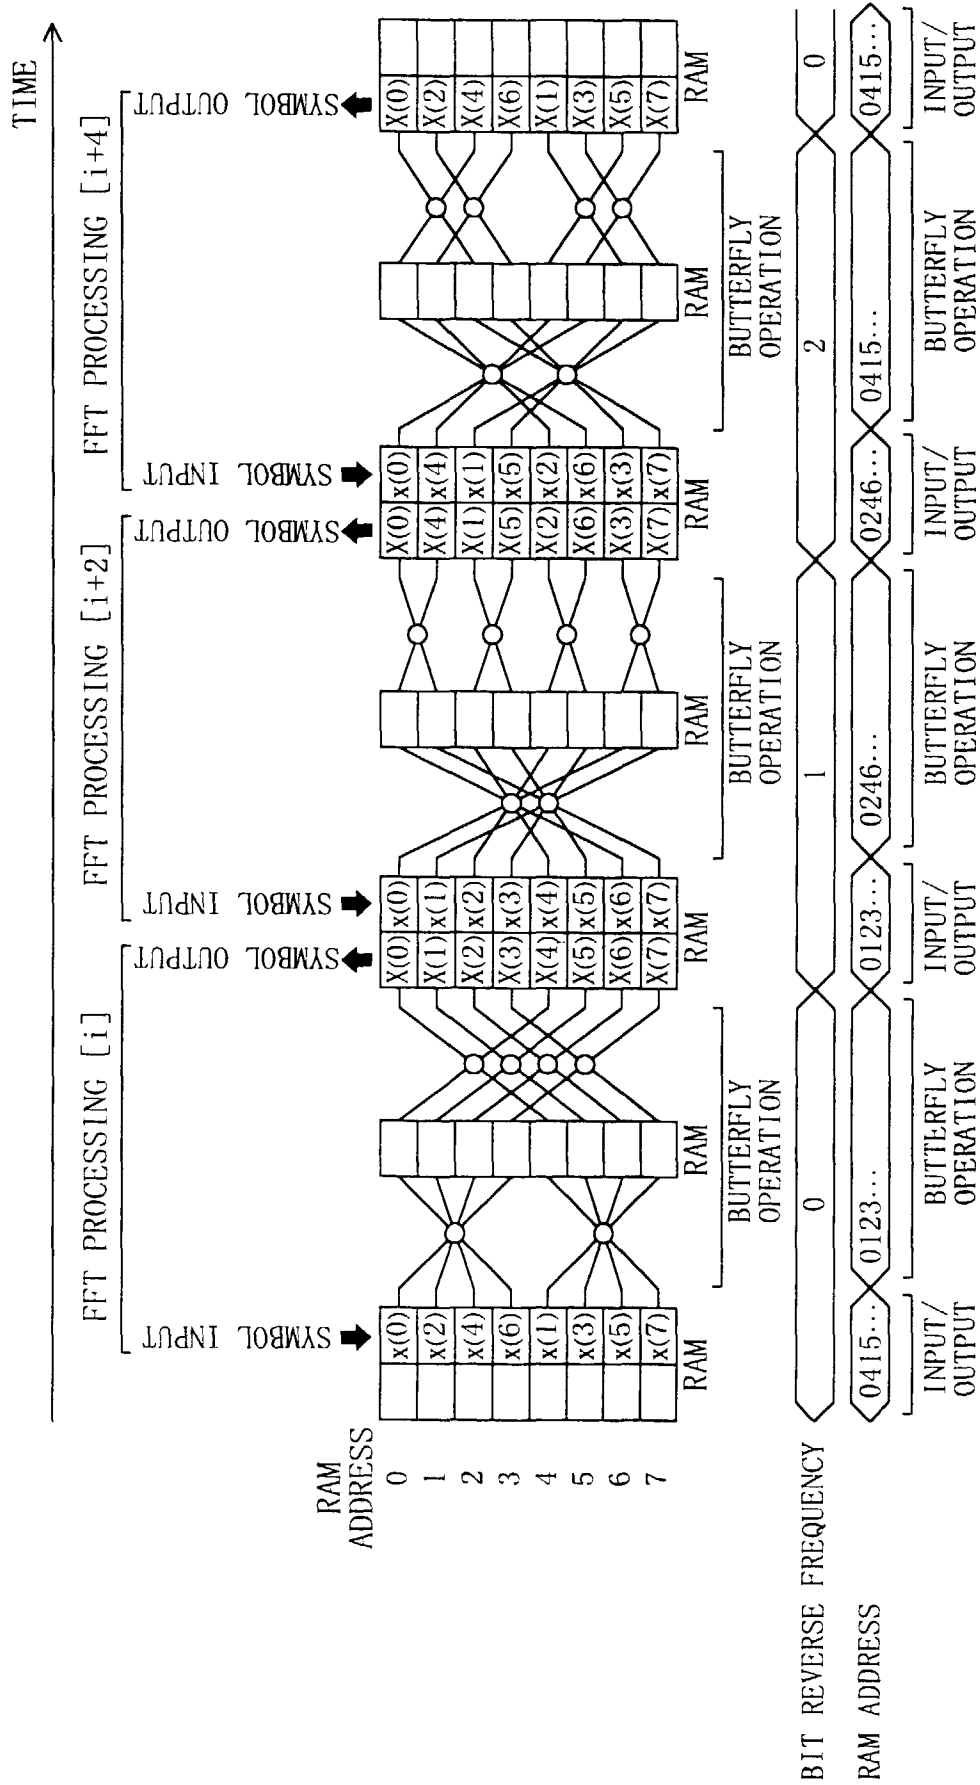 TIME
FFT PROCESSING [i]
FFT PROCESSING [i+2]
FFT PROCESSING [i+4]
SYMBOL INPUT
SYMBOL OUTPUT
SYMBOL INPUT
SYMBOL OUTPUT
SYMBOL INPUT
SYMBOL OUTPUT
RAM
ADDRESS
0 x(0) X(0) x(0) X(0) x(0) X(0)
1 x(2) X(1) x(1) X(4) x(4) X(2)
2 x(4) X(2) x(2) X(1) x(1) X(4)
3 x(6) X(3) x(3) X(5) x(5) X(6)
4 x(1) X(4) x(4) X(2) x(2) X(1)
5 x(3) X(5) x(5) X(6) x(6) X(3)
6 x(5) X(6) x(6) X(3) x(3) X(5)
7 x(7) X(7) x(7) X(7) x(7) X(7)
RAM RAM RAM RAM RAM RAM RAM
BUTTERFLY
OPERATION
BUTTERFLY
OPERATION
BUTTERFLY
OPERATION
BIT REVERSE FREQUENCY 0 1 2 0
RAM ADDRESS 0415... 0123... 0123... 0246... 0246... 0415... 0415...
INPUT/
OUTPUT
BUTTERFLY
OPERATION
INPUT/
OUTPUT
BUTTERFLY
OPERATION
INPUT/
OUTPUT
BUTTERFLY
OPERATION
INPUT/
OUTPUT